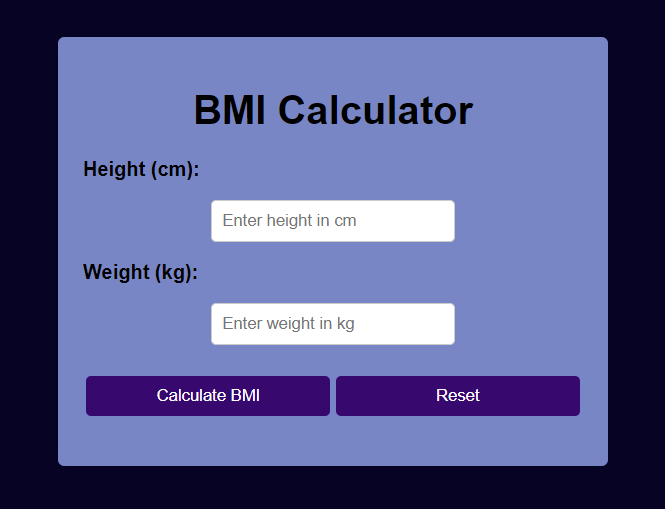 BMI Calculator
Height (cm):
Enter height in cm
Weight (kg):
Enter weight in kg
Calculate BMI Reset